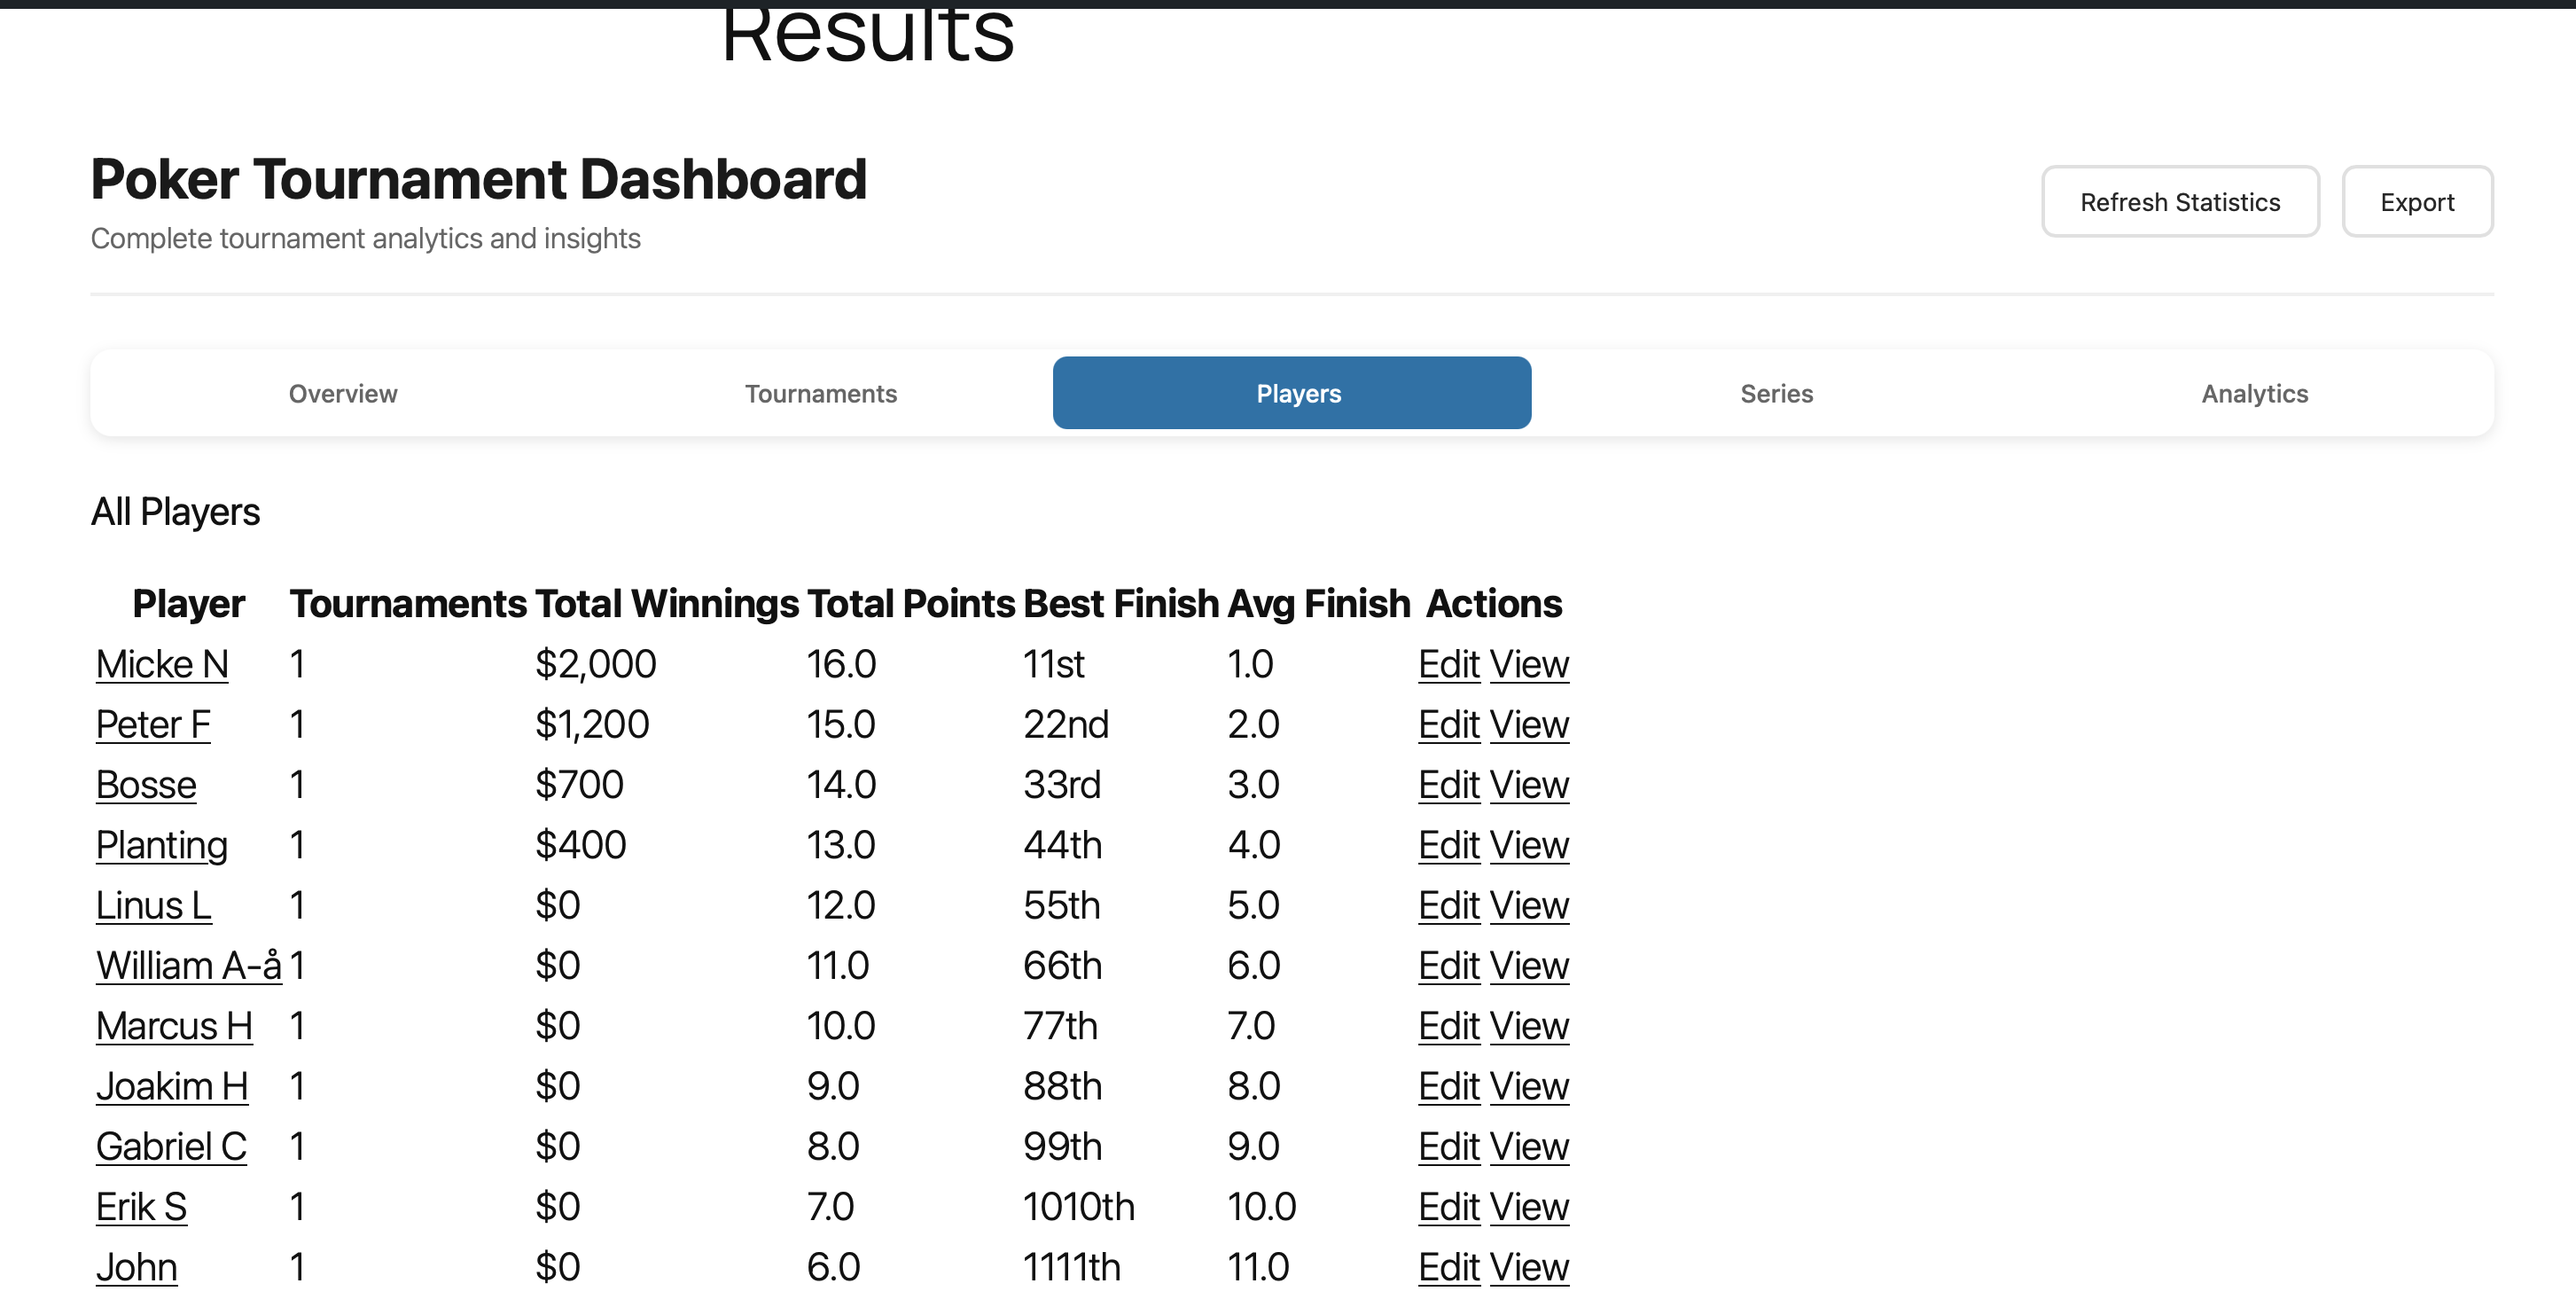 Results
Poker Tournament Dashboard
Complete tournament analytics and insights
Refresh Statistics Export
Overview Tournaments Players Series Analytics
All Players
Player Tournaments Total Winnings Total Points Best Finish Avg Finish Actions
Micke N 1 $2,000 16.0 11st 1.0 Edit View
Peter F 1 $1,200 15.0 22nd 2.0 Edit View
Bosse 1 $700 14.0 33rd 3.0 Edit View
Planting 1 $400 13.0 44th 4.0 Edit View
Linus L 1 $0 12.0 55th 5.0 Edit View
William A-å 1 $0 11.0 66th 6.0 Edit View
Marcus H 1 $0 10.0 77th 7.0 Edit View
Joakim H 1 $0 9.0 88th 8.0 Edit View
Gabriel C 1 $0 8.0 99th 9.0 Edit View
Erik S 1 $0 7.0 1010th 10.0 Edit View
John 1 $0 6.0 1111th 11.0 Edit View